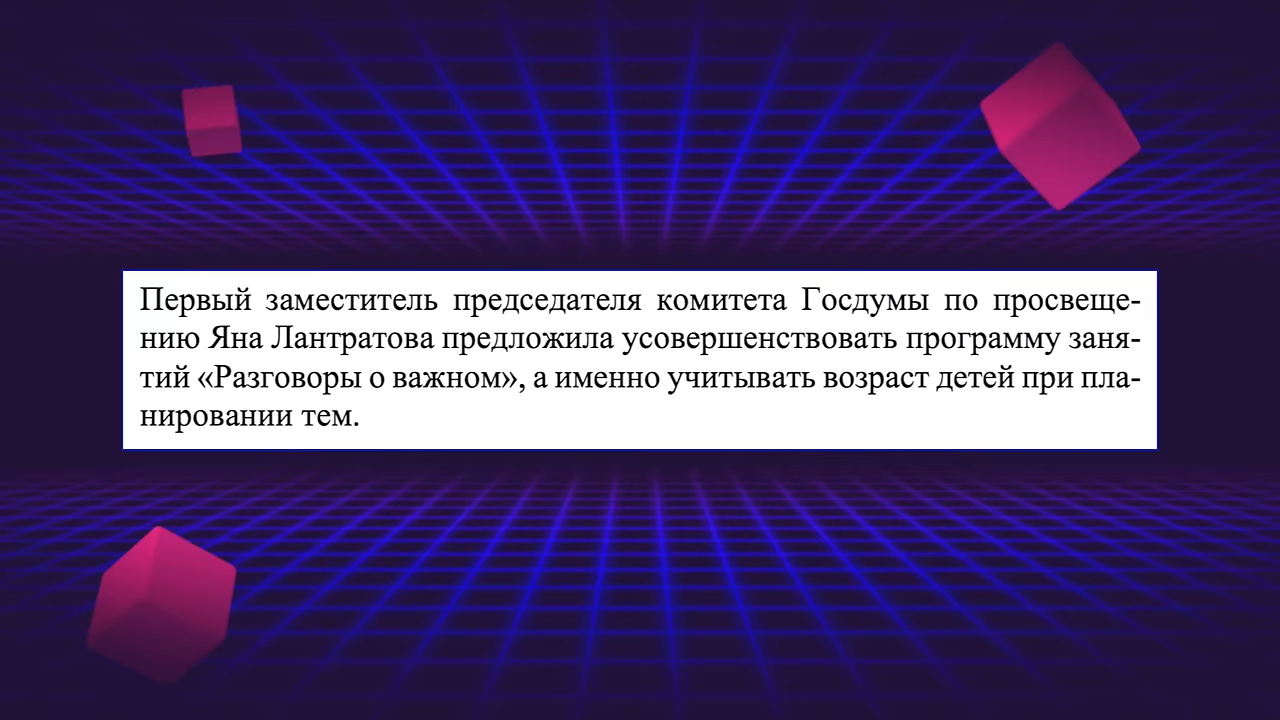 Первый заместитель председателя комитета Госдумы по просвеще-
нию Яна Лантратова предложила усовершенствовать программу заня-
тий «Разговоры о важном», а именно учитывать возраст детей при пла-
нировании тем.